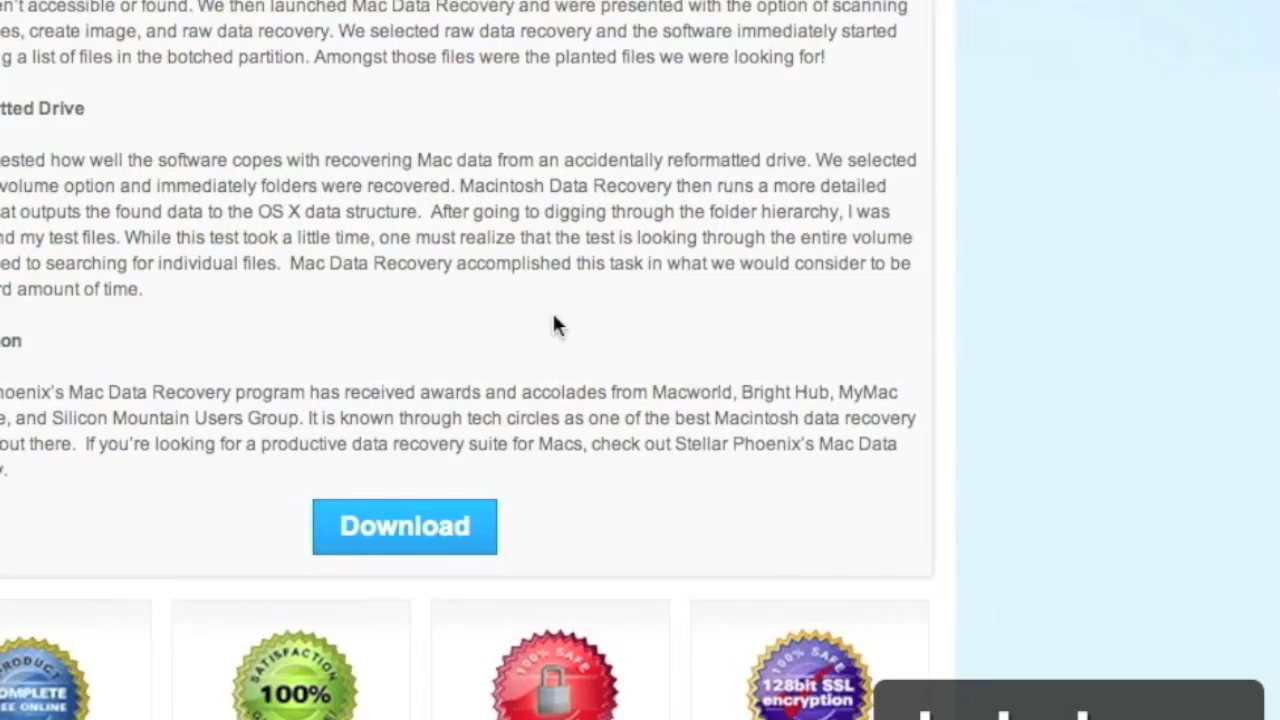 n't accessible or found. We then launched Mac Data Recovery and were presented with the option of scanning
es, create image, and raw data recovery. We selected raw data recovery and the software immediately started
g a list of files in the botched partition. Amongst those files were the planted files we were looking for!
tted Drive
ested how well the software copes with recovering Mac data from an accidentally reformatted drive. We selected
volume option and immediately folders were recovered. Macintosh Data Recovery then runs a more detailed
at outputs the found data to the OS X data structure. After going to digging through the folder hierarchy, I was
nd my test files. While this test took a little time, one must realize that the test is looking through the entire volume
ed to searching for individual files. Mac Data Recovery accomplished this task in what we would consider to be
rd amount of time.
on
hoenix's Mac Data Recovery program has received awards and accolades from Macworld, Bright Hub, MyMac
e, and Silicon Mountain Users Group. It is known through tech circles as one of the best Macintosh data recovery
out there. If you're looking for a productive data recovery suite for Macs, check out Stellar Phoenix's Mac Data
y.
Download
PRODUCT
OMPLETE
EE ONLINE
SATISFACTION
100%
100% SAFE
100% SAFE
128bit SSL
encryption